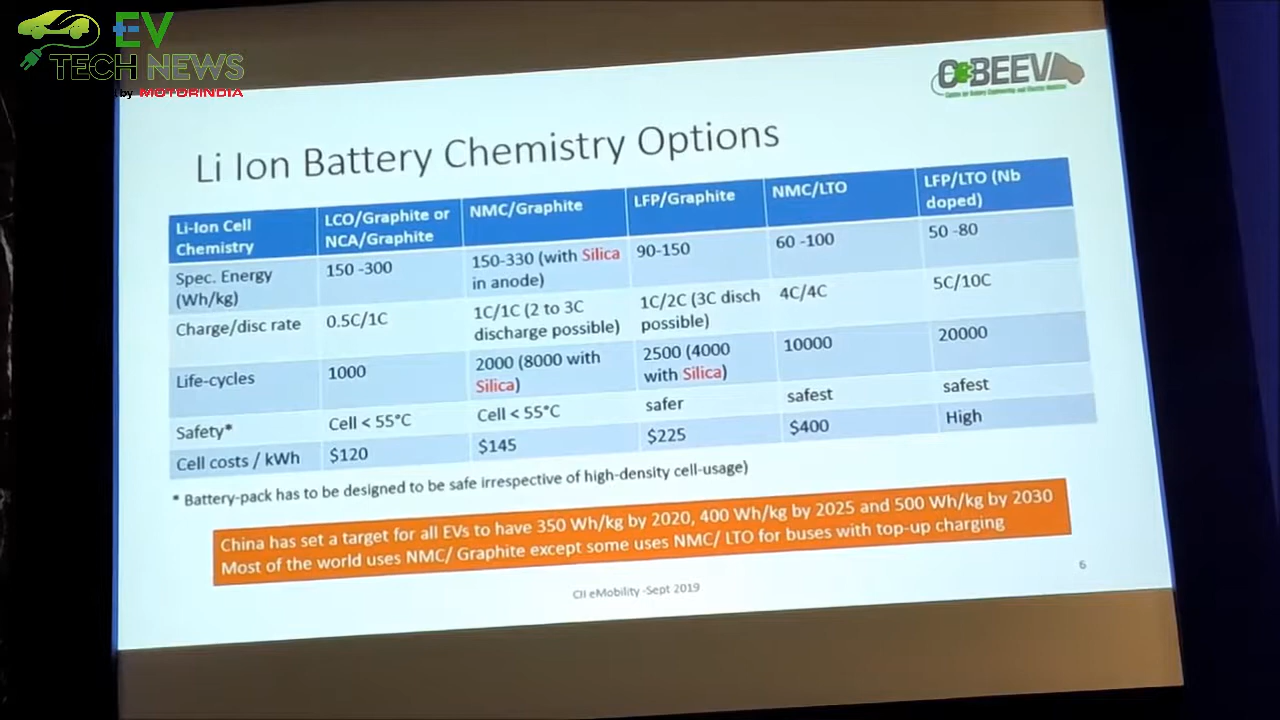 EV
TECH NEWS
by MOTORINDIA
C BEEV
Li Ion Battery Chemistry Options
Li-Ion Cell Chemistry
LCO/Graphite or NCA/Graphite
NMC/Graphite
LFP/Graphite
NMC/LTO
LFP/LTO (Nb doped)
Spec. Energy (Wh/kg)
150 -300
150-330 (with Silica in anode)
90-150
60 -100
50 -80
Charge/disc rate
0.5C/1C
1C/1C (2 to 3C discharge possible)
1C/2C (3C disch possible)
4C/4C
5C/10C
Life-cycles
1000
2000 (8000 with Silica)
2500 (4000 with Silica)
10000
20000
Safety*
Cell < 55°C
Cell < 55°C
safer
safest
safest
Cell costs / kWh
$120
$145
$225
$400
High
* Battery-pack has to be designed to be safe irrespective of high-density cell-usage)
China has set a target for all EVs to have 350 Wh/kg by 2020, 400 Wh/kg by 2025 and 500 Wh/kg by 2030
Most of the world uses NMC/ Graphite except some uses NMC/ LTO for buses with top-up charging
CII eMobility -Sept 2019
6